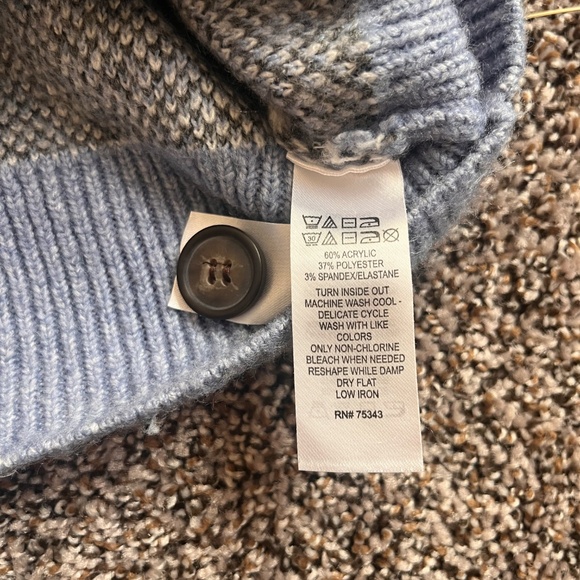 30
60% ACRYLIC
37% POLYESTER
3% SPANDEX/ELASTANE
TURN INSIDE OUT
MACHINE WASH COOL -
DELICATE CYCLE
WASH WITH LIKE
COLORS
ONLY NON-CHLORINE
BLEACH WHEN NEEDED
RESHAPE WHILE DAMP
DRY FLAT
LOW IRON
RN# 75343